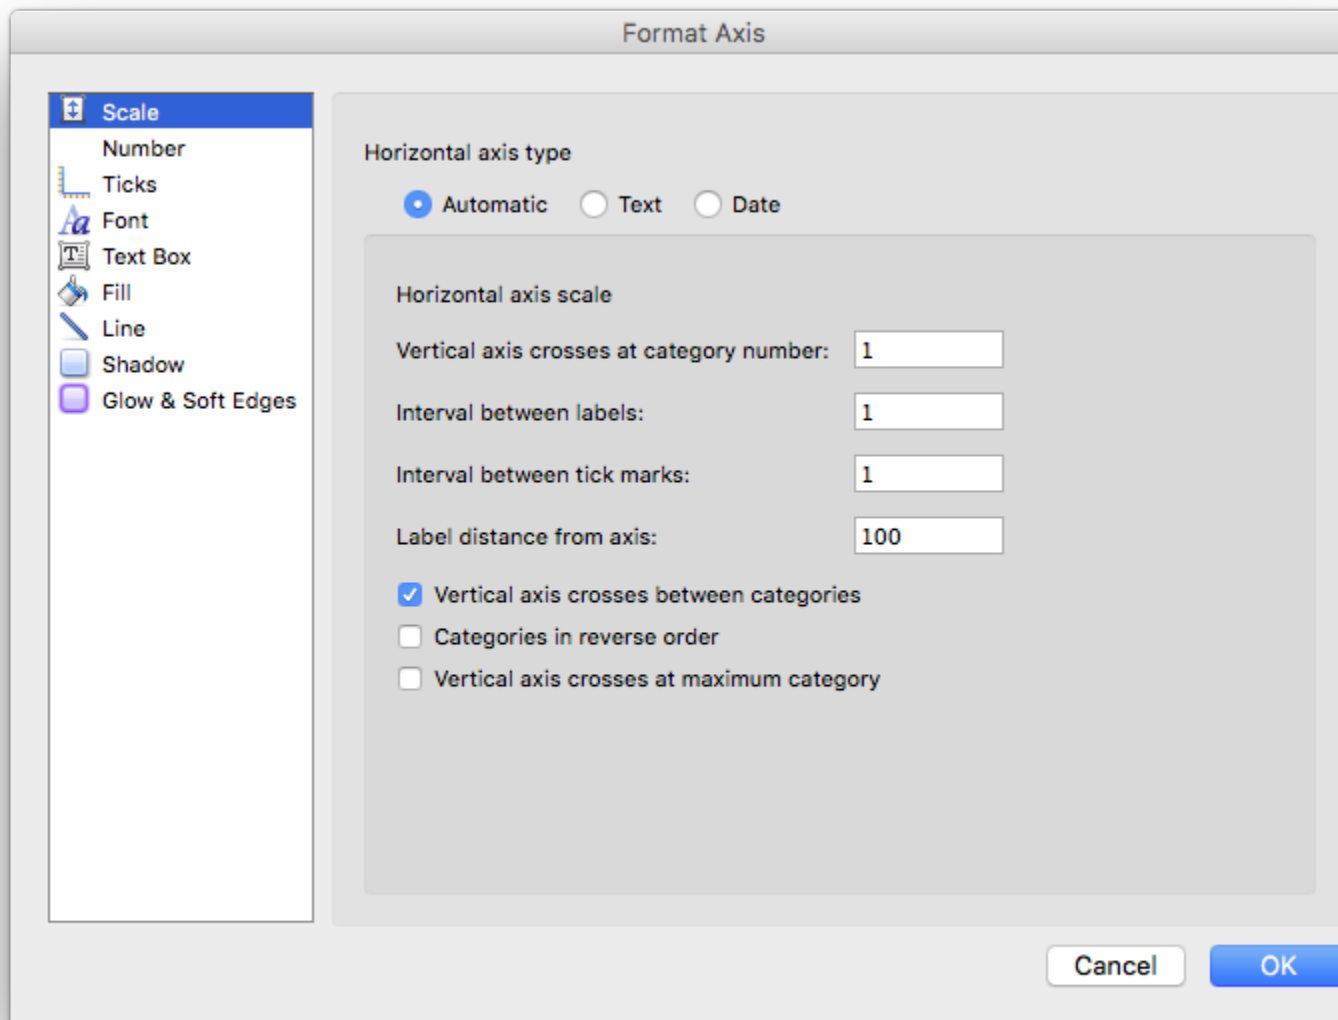 Format Axis
Scale
Number
Ticks
Font
Text Box
Fill
Line
Shadow
Glow & Soft Edges
Horizontal axis type
Automatic Text Date
Horizontal axis scale
Vertical axis crosses at category number: 1
Interval between labels: 1
Interval between tick marks: 1
Label distance from axis: 100
Vertical axis crosses between categories
Categories in reverse order
Vertical axis crosses at maximum category
Cancel OK